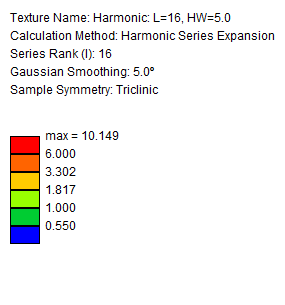 Texture Name: Harmonic: L=16, HW=5.0
Calculation Method: Harmonic Series Expansion
Series Rank (l): 16
Gaussian Smoothing: 5.0º
Sample Symmetry: Triclinic
max = 10.149
6.000
3.302
1.817
1.000
0.550